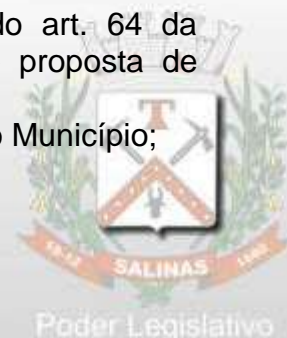 do art. 64 da
proposta de
o Município;
T
SALINAS
Poder Legislativo